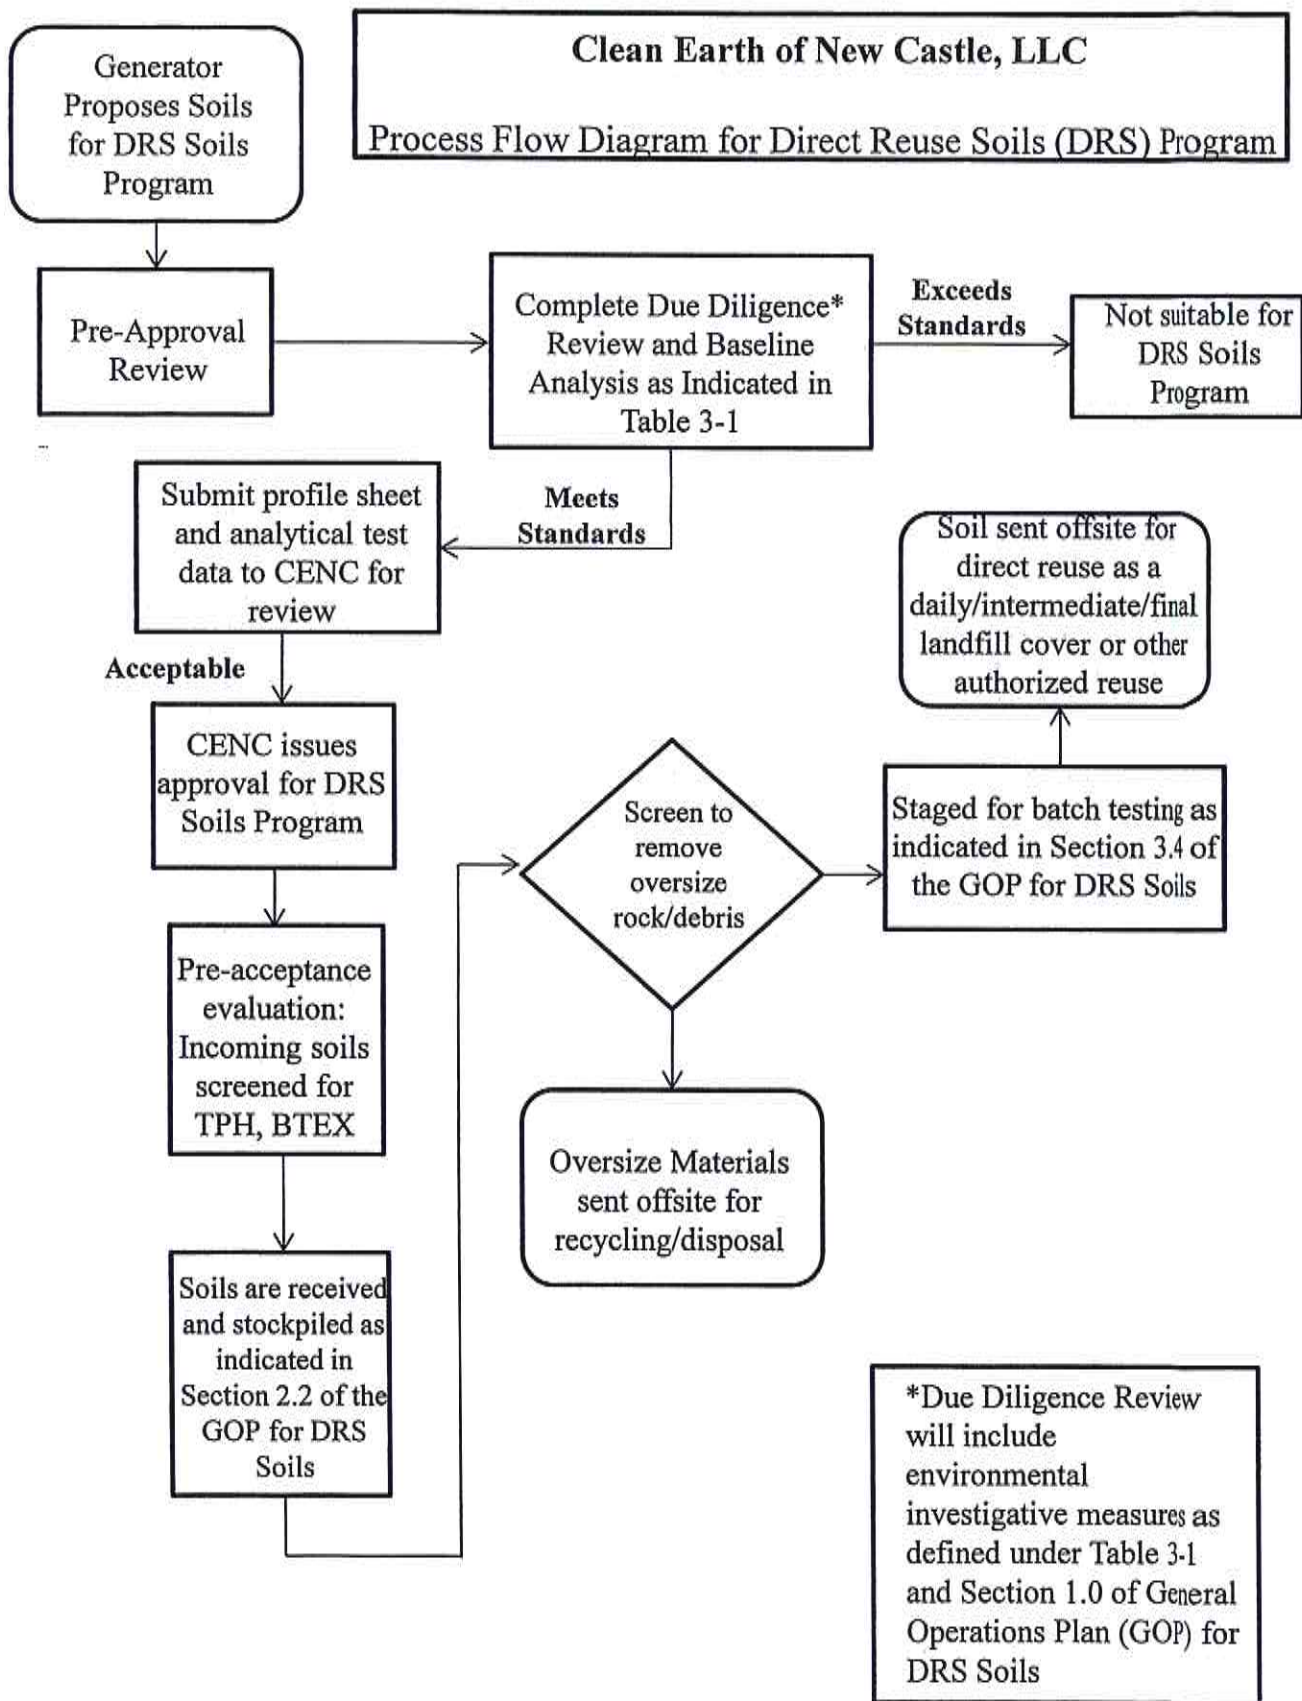 Clean Earth of New Castle, LLC
Process Flow Diagram for Direct Reuse Soils (DRS) Program
Generator
Proposes Soils
for DRS Soils
Program
Pre-Approval
Review
Complete Due Diligence*
Review and Baseline
Analysis as Indicated in
Table 3-1
Exceeds
Standards
Not suitable for
DRS Soils
Program
Meets
Standards
Submit profile sheet
and analytical test
data to CENC for
review
Acceptable
CENC issues
approval for DRS
Soils Program
Pre-acceptance
evaluation:
Incoming soils
screened for
TPH, BTEX
Soils are received
and stockpiled as
indicated in
Section 2.2 of the
GOP for DRS
Soils
Screen to
remove
oversize
rock/debris
Oversize Materials
sent offsite for
recycling/disposal
Staged for batch testing as
indicated in Section 3.4 of
the GOP for DRS Soils
Soil sent offsite for
direct reuse as a
daily/intermediate/final
landfill cover or other
authorized reuse
*Due Diligence Review
will include
environmental
investigative measures as
defined under Table 3-1
and Section 1.0 of General
Operations Plan (GOP) for
DRS Soils